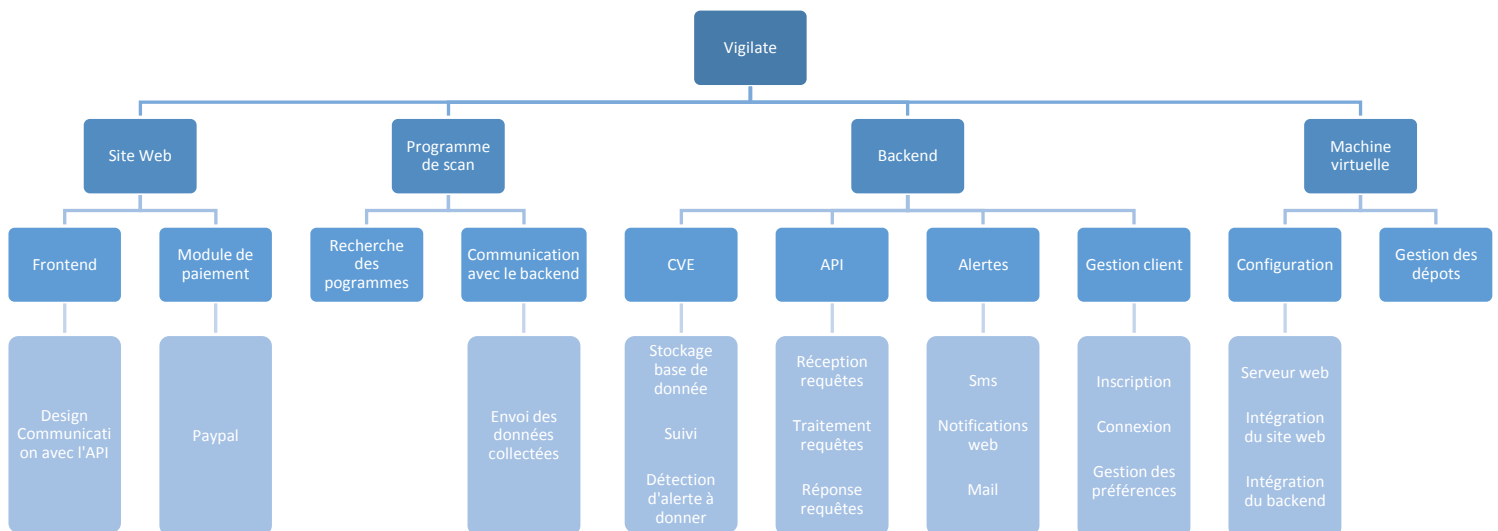 Vigilate
Site Web
Programme
de scan
Backend
Machine
virtuelle
Frontend
Module de
paiement
Recherche
des
pogrammes
Communication
avec le backend
CVE
API
Alertes
Gestion client
Configuration
Gestion des
dépots
Design
Communicati
on avec l'API
Paypal
Envoi des
données
collectées
Stockage
base de
donnée
Suivi
Détection
d'alerte à
donner
Réception
requêtes
Traitement
requêtes
Réponse
requêtes
Sms
Notifications
web
Mail
Inscription
Connexion
Gestion des
préférences
Serveur web
Intégration
du site web
Intégration
du backend